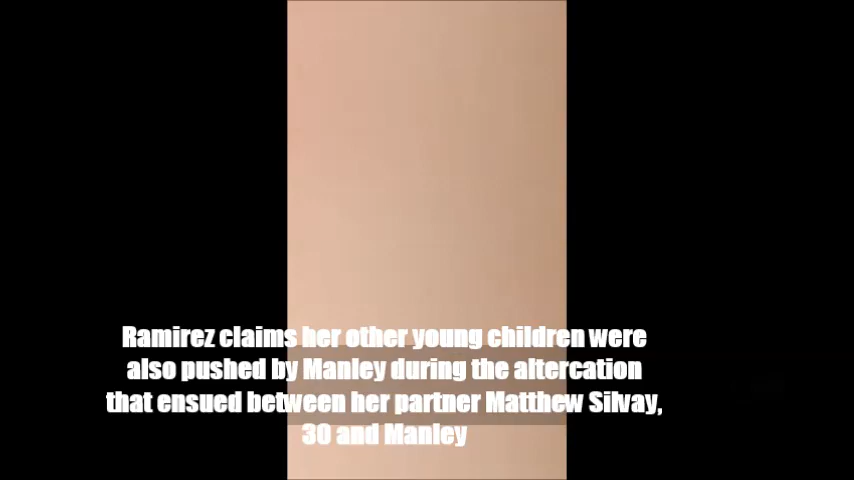 Ramirez claims her other young children were
also pushed by Manley during the altercation
that ensued between her partner Matthew Silvay,
30 and Manley